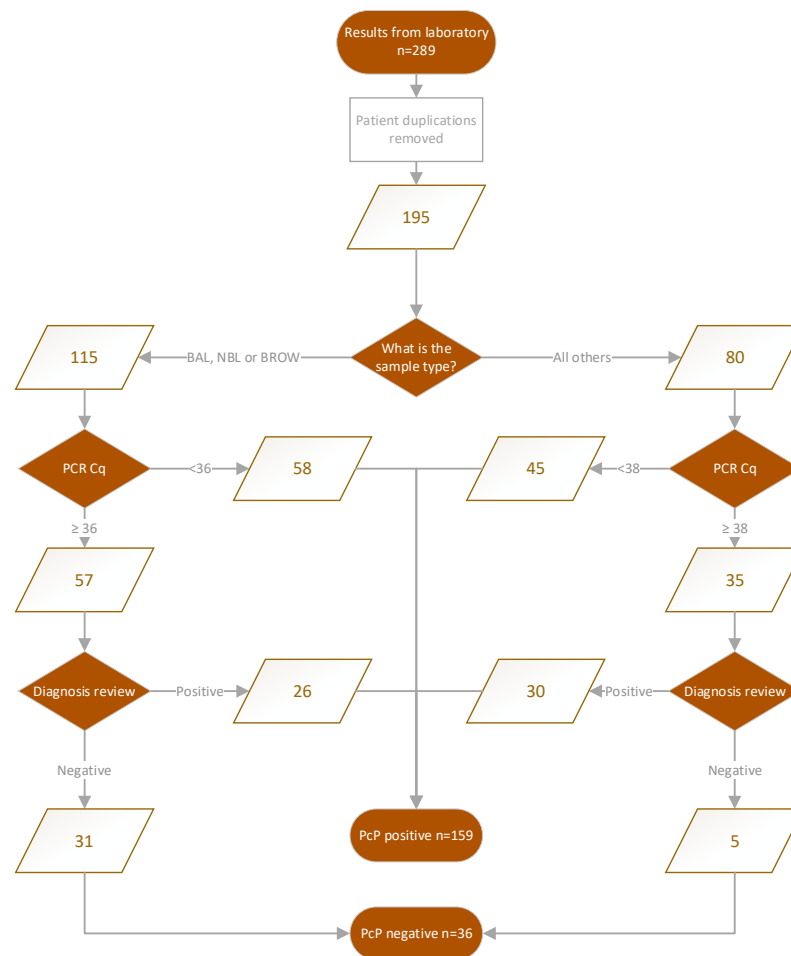 Results from laboratory
n=289
Patient duplications
removed
195
What is the
sample type?
BAL, NBL or BROW
All others
115
80
PCR Cq
<36
58
45
<38
PCR Cq
≥ 36
≥38
57
35
Diagnosis review
Positive
26
30
Positive
Diagnosis review
Negative
Negative
31
PcP positive n=159
5
PcP negative n=36